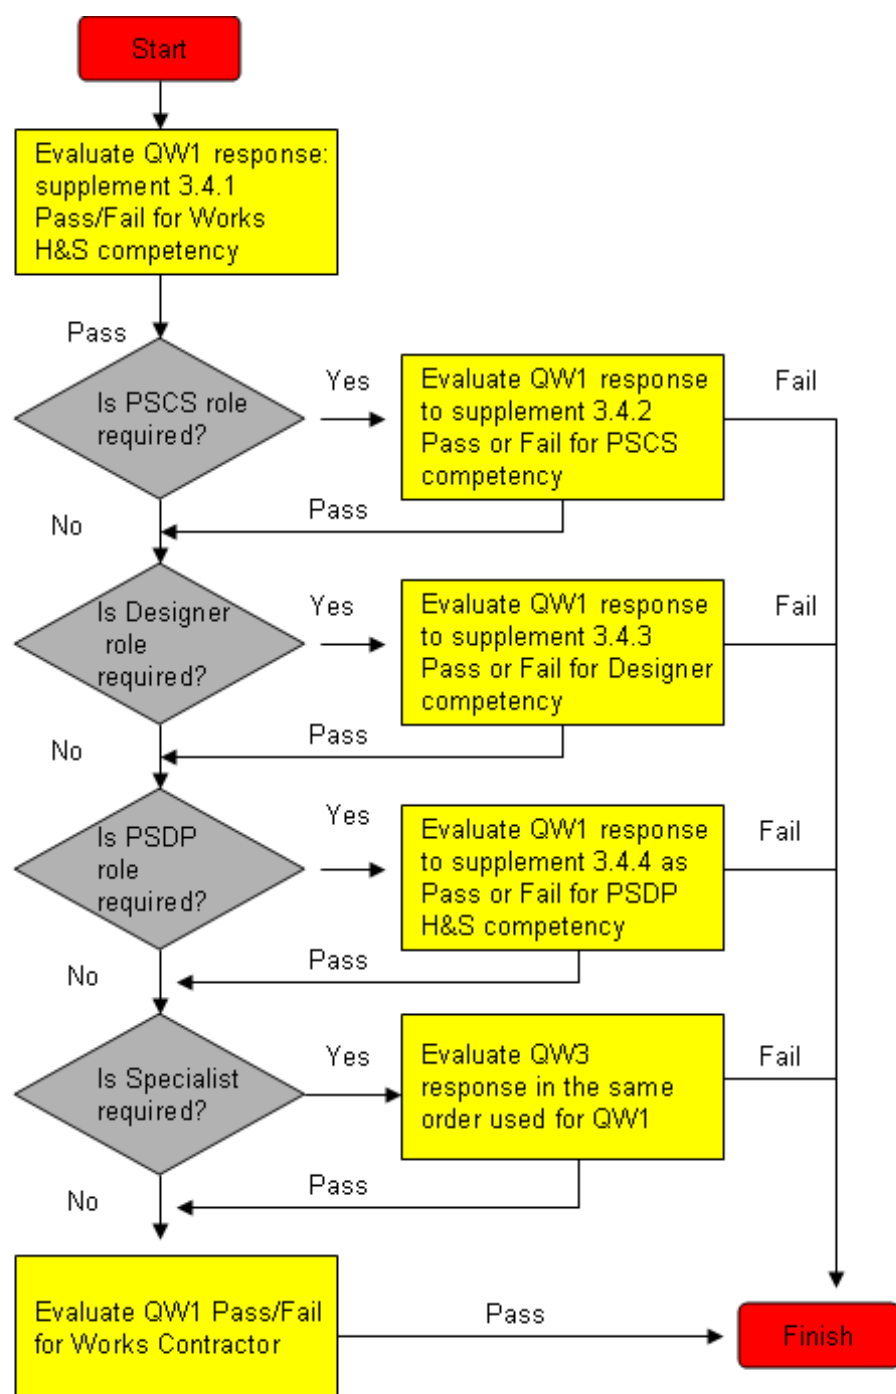 Start
Evaluate QW1 response:
supplement 3.4.1
Pass/Fail for Works
H&S competency
Pass
Is PSCS role
required?
Yes
Evaluate QW1 response
to supplement 3.4.2
Pass or Fail for PSCS
competency
Fail
Pass
No
Is Designer
role
required?
Yes
Evaluate QW1 response
to supplement 3.4.3
Pass or Fail for Designer
competency
Fail
Pass
No
Is PSDP
role
required?
Yes
Evaluate QW1 response
to supplement 3.4.4 as
Pass or Fail for PSDP
H&S competency
Fail
Pass
No
Is Specialist
required?
Yes
Evaluate QW3
response in the same
order used for QW1
Fail
Pass
No
Evaluate QW1 Pass/Fail
for Works Contractor
Pass
Finish